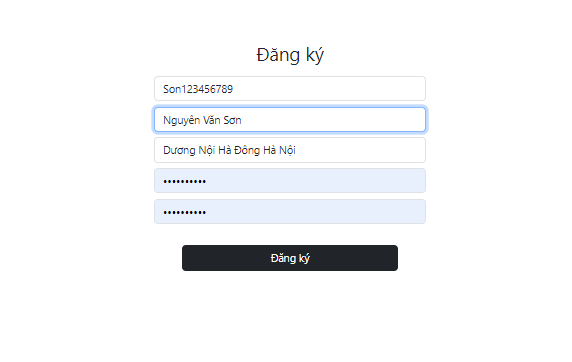 Đăng ký
Son123456789
Nguyên Văn Sơn
Dương Nội Hà Đông Hà Nội
••••••••••
••••••••••
Đăng ký